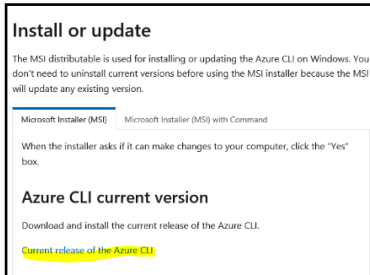 Install or update
The MSI distributable is used for installing or updating the Azure CLI on Windows. You
don't need to uninstall current versions before using the MSI installer because the MSI
will update any existing version.
Microsoft Installer (MSI) Microsoft Installer (MSI) with Command
When the installer asks if it can make changes to your computer, click the "Yes"
box.
Azure CLI current version
Download and install the current release of the Azure CLI.
Current release of the Azure CLI